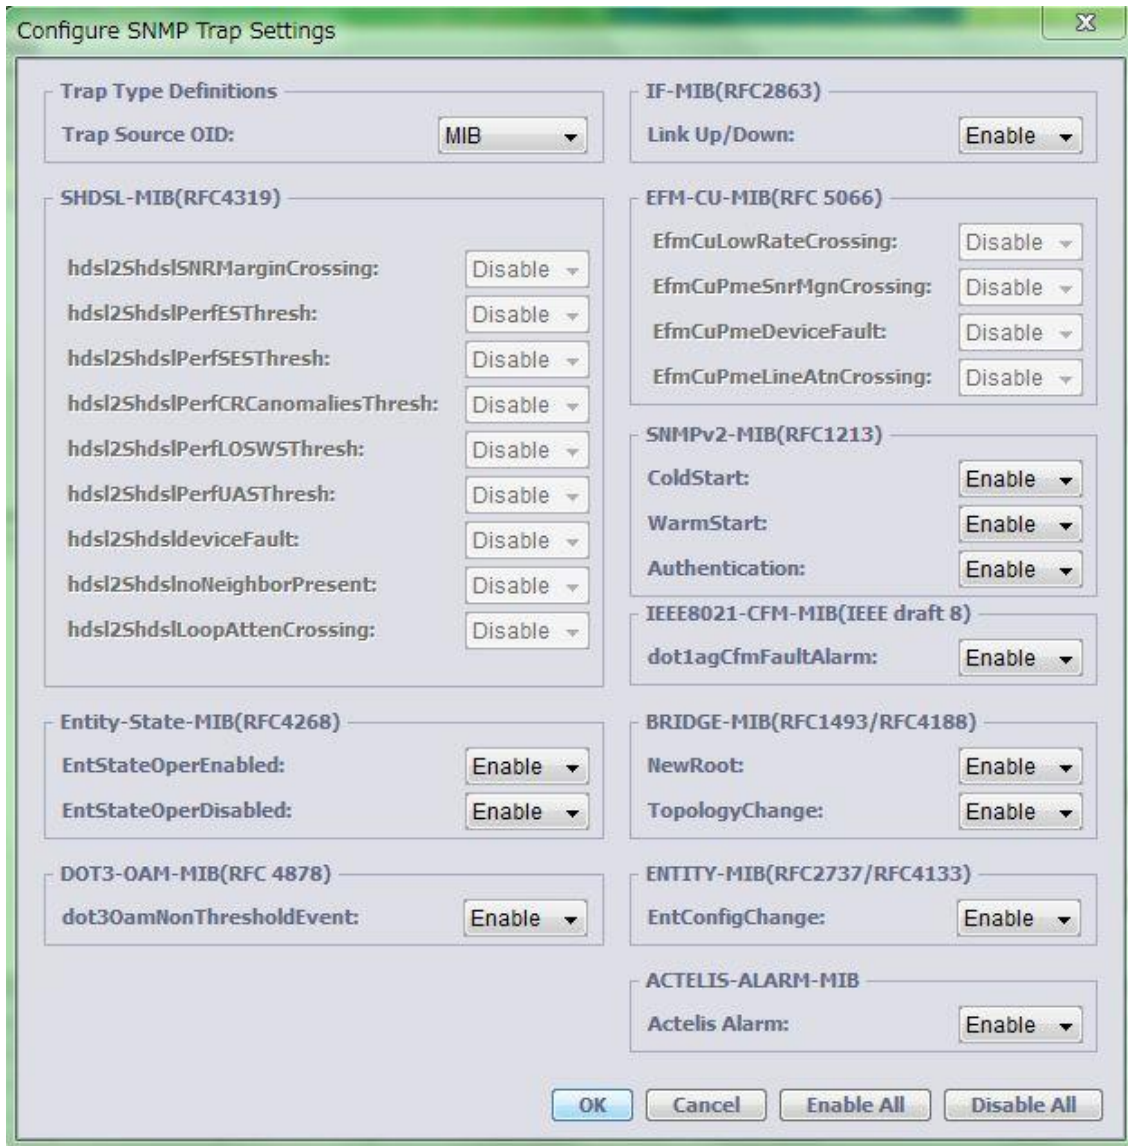 Configure SNMP Trap Settings
Trap Type Definitions
Trap Source OID: MIB
SHDSL-MIB(RFC4319)
hdsl2ShdslSNRMarginCrossing: Disable
hdsl2ShdslPerfESThresh: Disable
hdsl2ShdslPerfSESThresh: Disable
hdsl2ShdslPerfCRCanomaliesThresh: Disable
hdsl2ShdslPerfLOSWSThresh: Disable
hdsl2ShdslPerfUASThresh: Disable
hdsl2ShdsldeviceFault: Disable
hdsl2ShdslnoNeighborPresent: Disable
hdsl2ShdslLoopAttenCrossing: Disable
Entity-State-MIB(RFC4268)
EntStateOperEnabled: Enable
EntStateOperDisabled: Enable
DOT3-OAM-MIB(RFC 4878)
dot3OamNonThresholdEvent: Enable
IF-MIB(RFC2863)
Link Up/Down: Enable
EFM-CU-MIB(RFC 5066)
EfmCuLowRateCrossing: Disable
EfmCuPmeSnrMgnCrossing: Disable
EfmCuPmeDeviceFault: Disable
EfmCuPmeLineAtnCrossing: Disable
SNMPv2-MIB(RFC1213)
ColdStart: Enable
WarmStart: Enable
Authentication: Enable
IEEE8021-CFM-MIB(IEEE draft 8)
dot1agCfmFaultAlarm: Enable
BRIDGE-MIB(RFC1493/RFC4188)
NewRoot: Enable
TopologyChange: Enable
ENTITY-MIB(RFC2737/RFC4133)
EntConfigChange: Enable
ACTELIS-ALARM-MIB
Actelis Alarm: Enable
OK Cancel Enable All Disable All